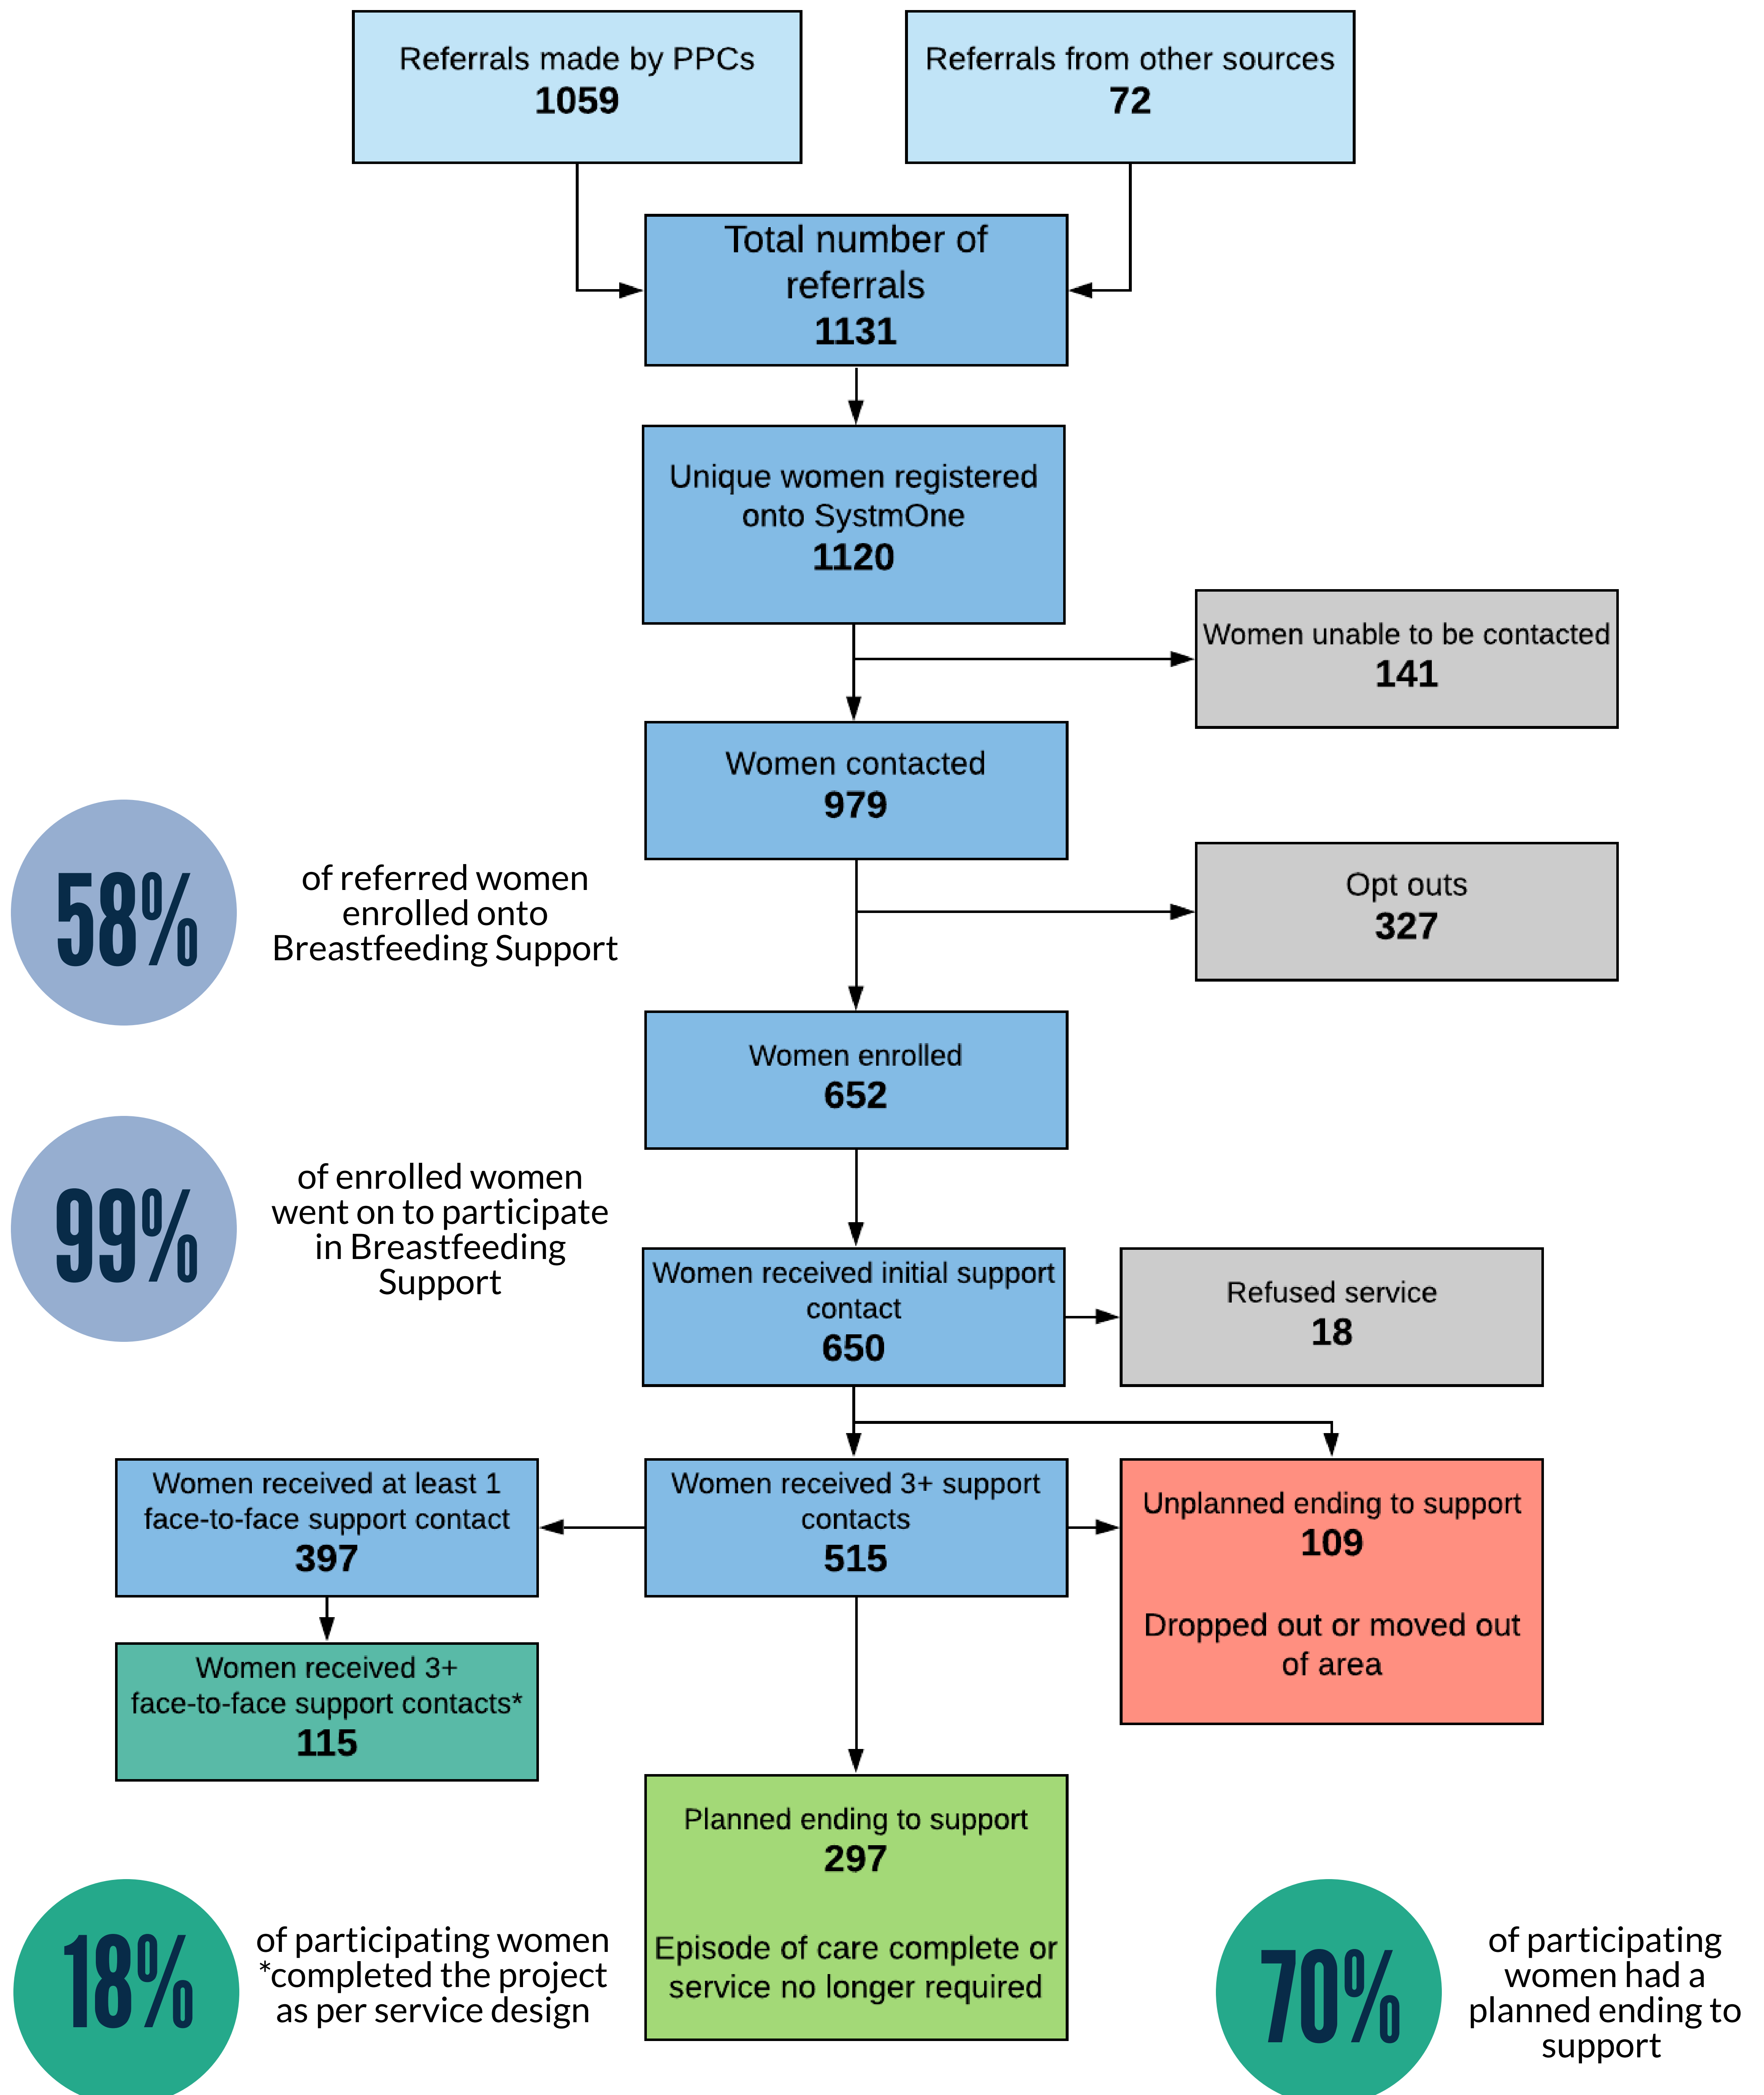 Referrals made by PPCs
1059
Referrals from other sources
72
Total number of
referrals
1131
Unique women registered
onto SystmOne
1120
Women unable to be contacted
141
Women contacted
979
58%
of referred women
enrolled onto
Breastfeeding Support
Opt outs
327
Women enrolled
652
99%
of enrolled women
went on to participate
in Breastfeeding
Support
Women received initial support
contact
650
Refused service
18
Women received at least 1
face-to-face support contact
397
Women received 3+ support
contacts
515
Unplanned ending to support
109
Dropped out or moved out
of area
Women received 3+
face-to-face support contacts*
115
Planned ending to support
297
Episode of care complete or
service no longer required
18%
of participating women
*completed the project
as per service design
70%
of participating
women had a
planned ending to
support